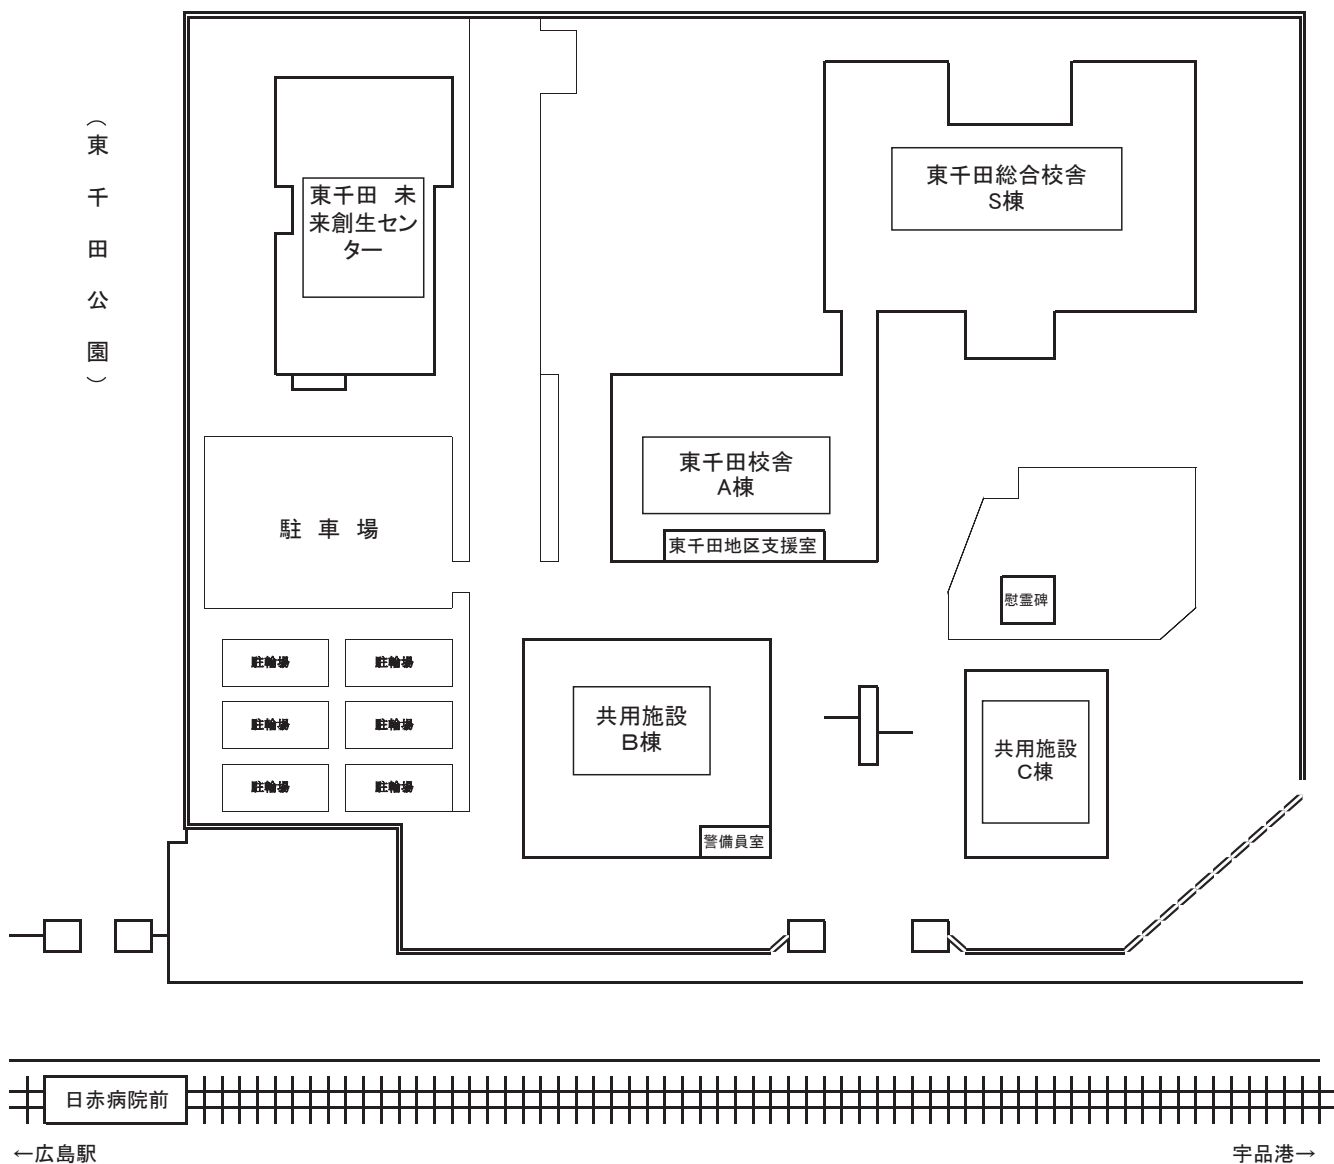 （東千田公園）
東千田　未
来創生セン
ター
東千田総合校舎
S棟
東千田校舎
A棟
東千田地区支援室
駐車場
慰霊碑
駐輪場
駐輪場
駐輪場
駐輪場
駐輪場
駐輪場
共用施設
B棟
警備員室
共用施設
C棟
日赤病院前
←広島駅
宇品港→